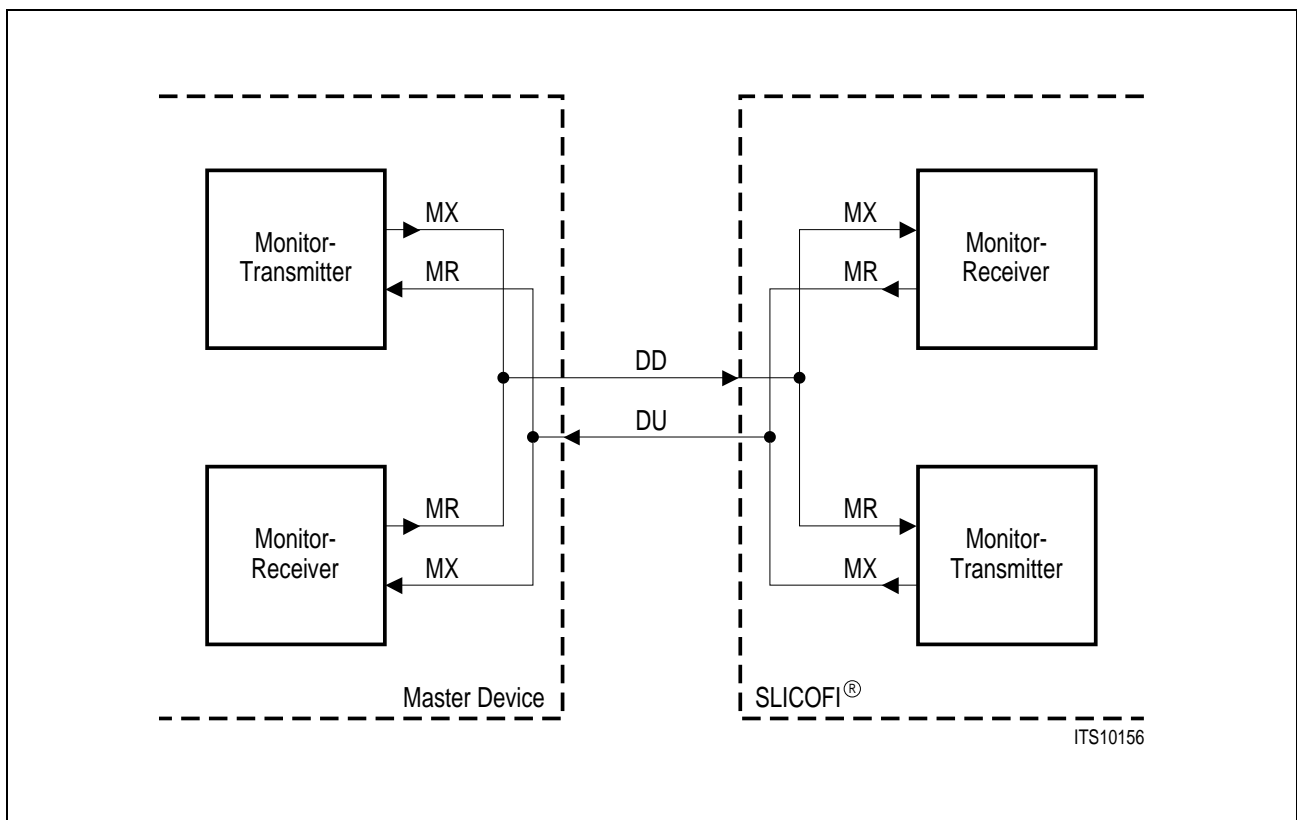 MX
MR
Monitor-
Transmitter
MX
MR
Monitor-
Receiver
DD
DU
MR
MX
Monitor-
Receiver
MR
MX
Monitor-
Transmitter
Master Device
SLICOFI®
ITS10156